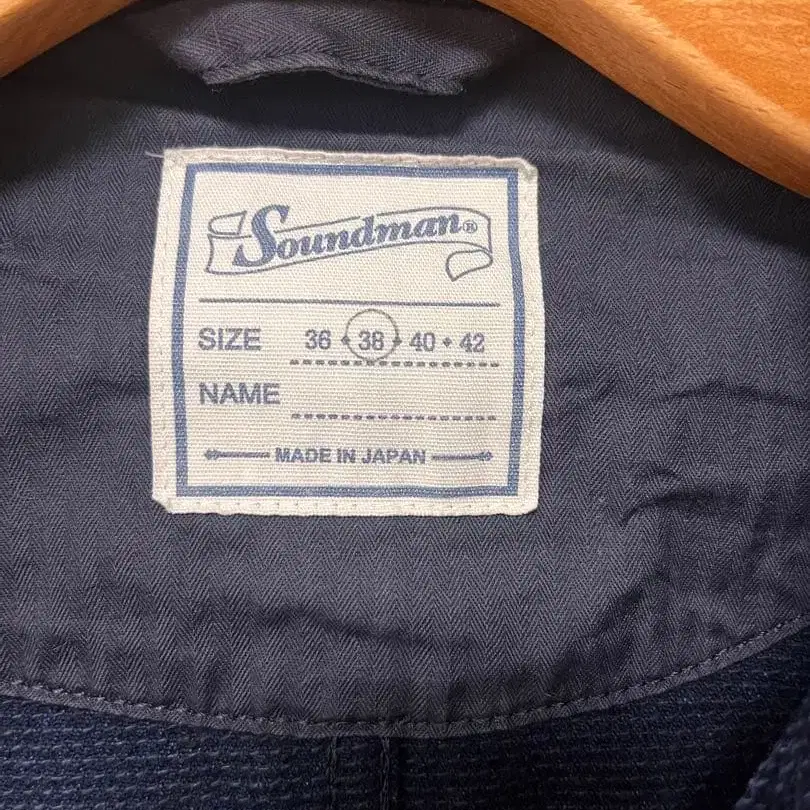 Soundman®
SIZE 36 • 38 • 40 • 42
NAME
MADE IN JAPAN